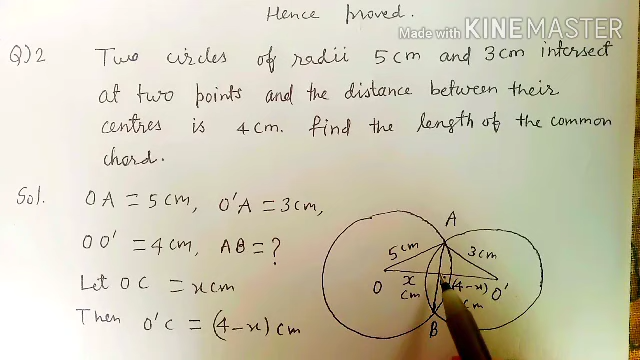 Hence proved.
Made with KINEMASTER
Q)2 Two circles of radii 5cm and 3cm intersect
at two points and the distance between their
centres is 4cm. find the length of the common
chord.
Sol. OA = 5cm, O'A = 3cm,
OO' = 4cm, AB = ?
Let OC = xcm
Then O'C = (4-x) cm
A
5cm
3cm
O
x
cm
(4-x)
cm
O'
B